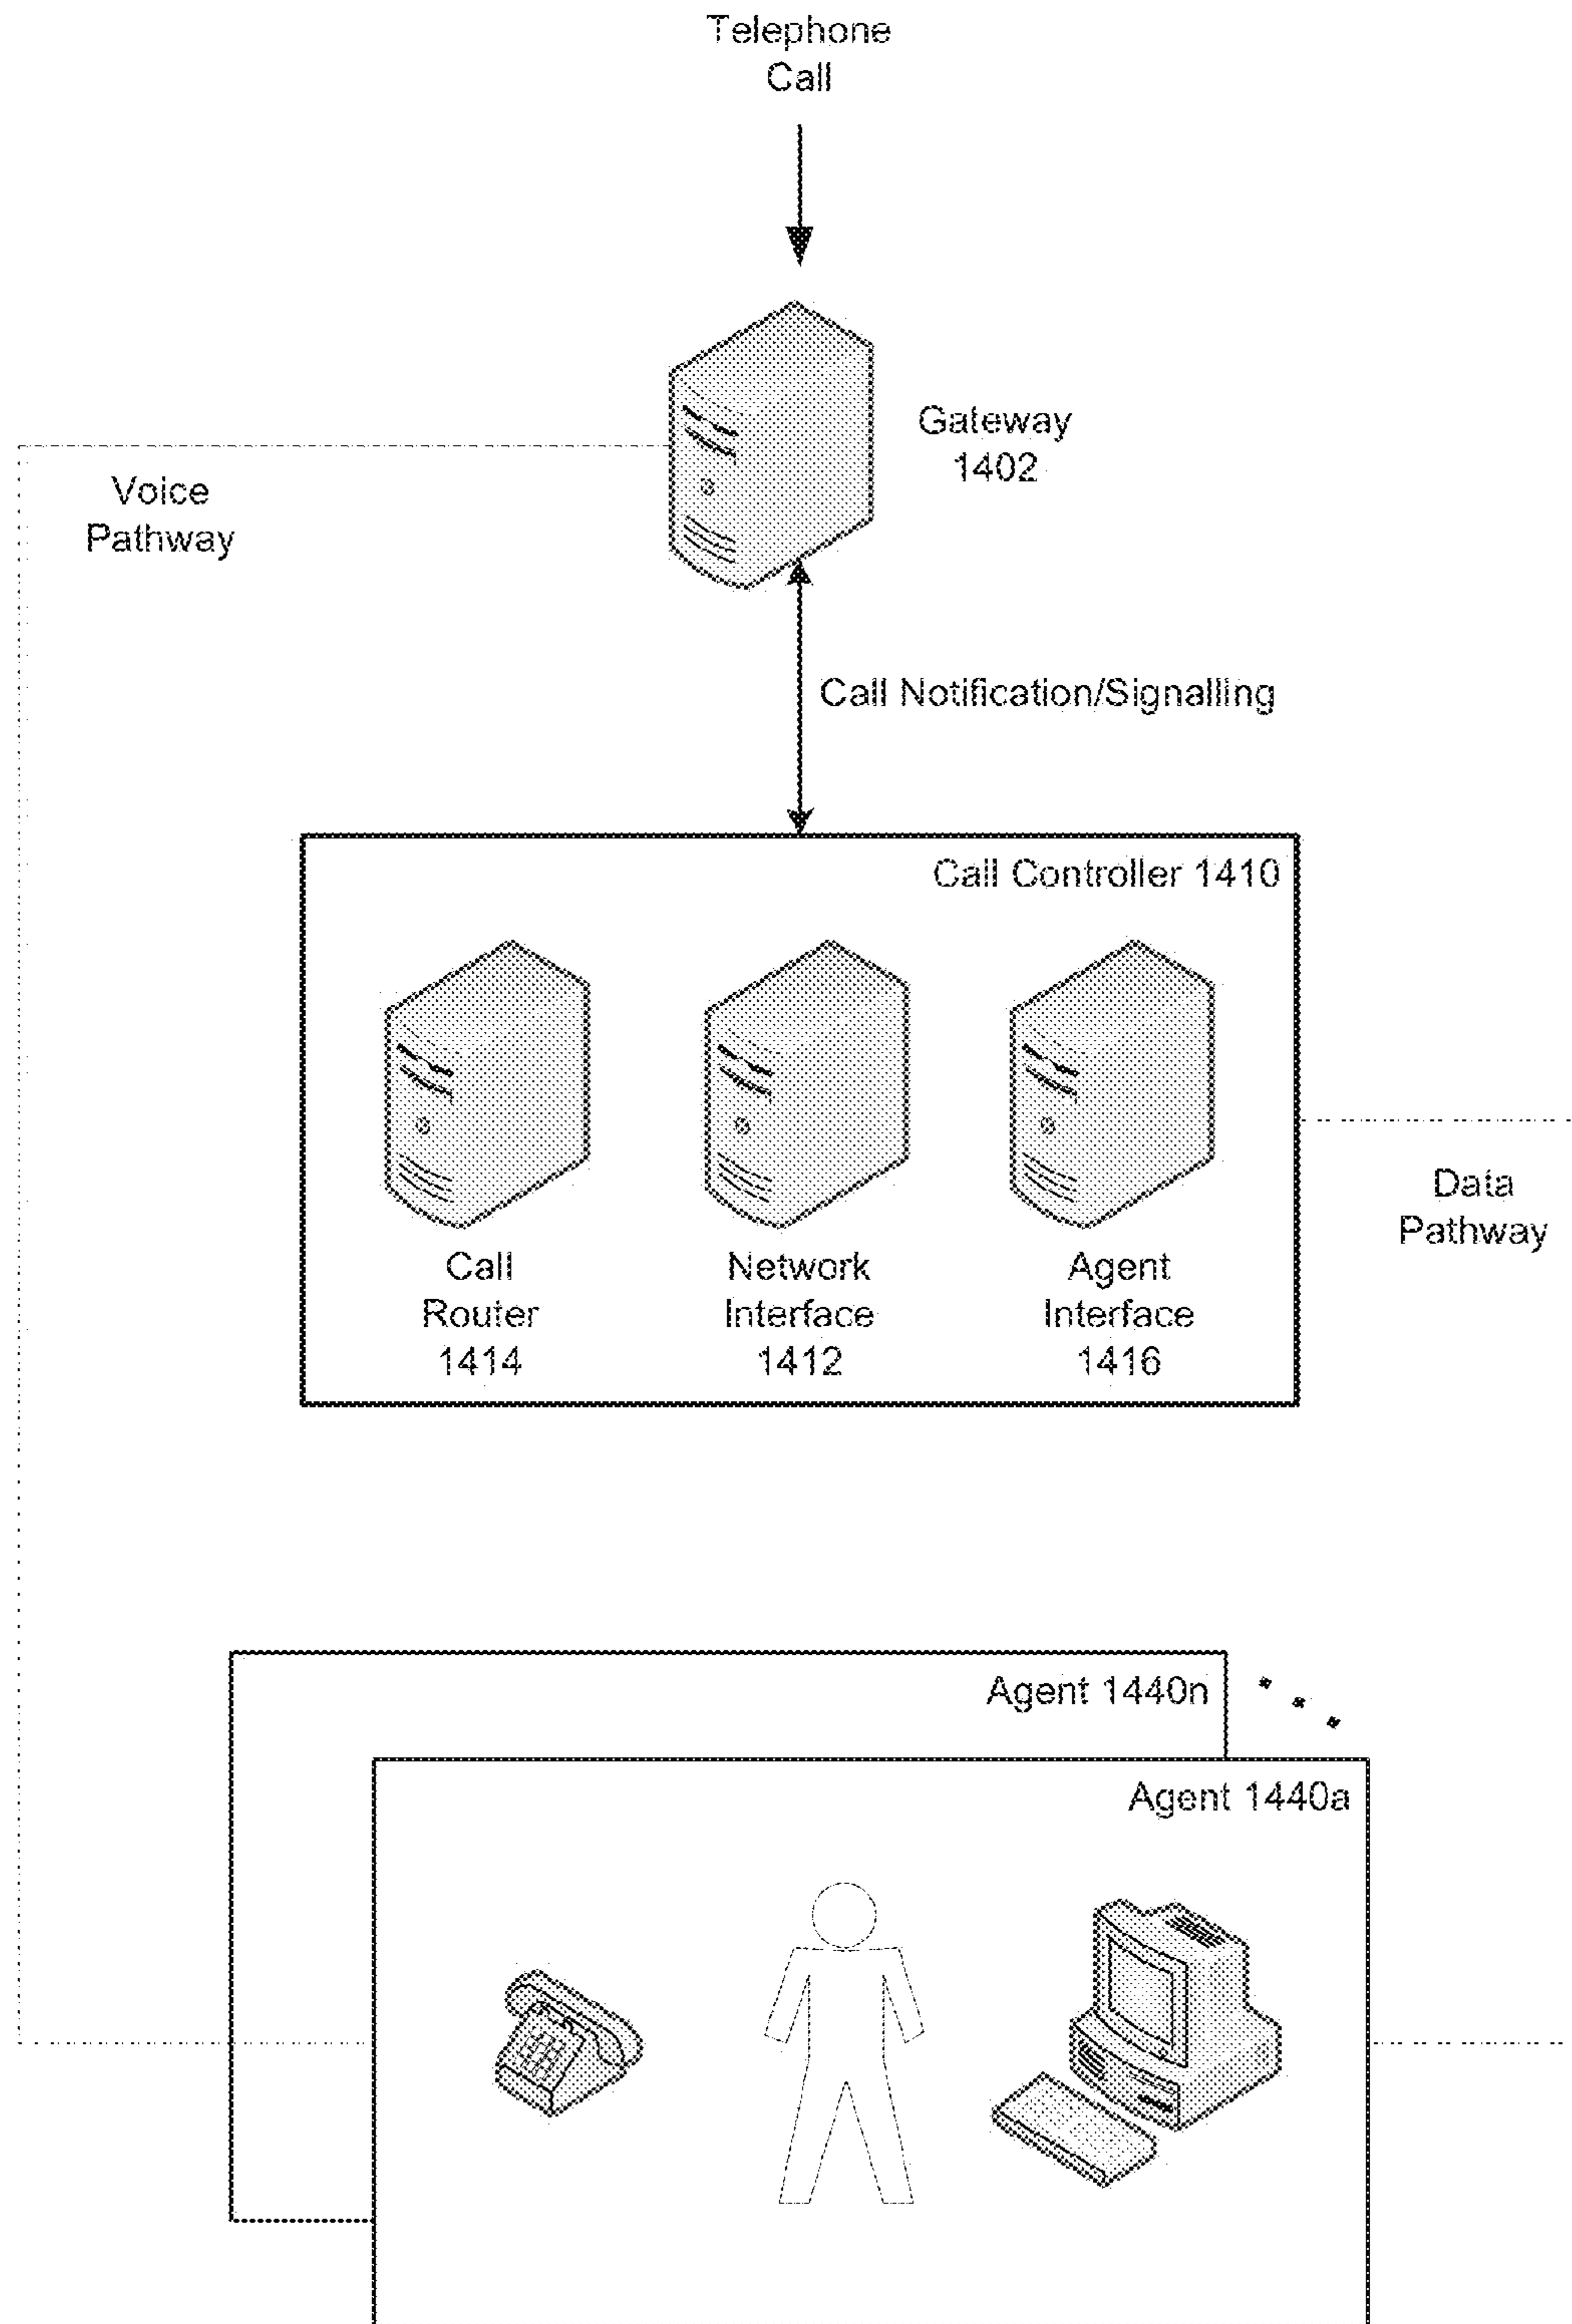 Telephone
Call
Gateway
1402
Voice
Pathway
Call Notification/Signalling
Call Controller 1410
Call
Router
1414
Network
Interface
1412
Agent
Interface
1416
Data
Pathway
Agent 1440n
Agent 1440a